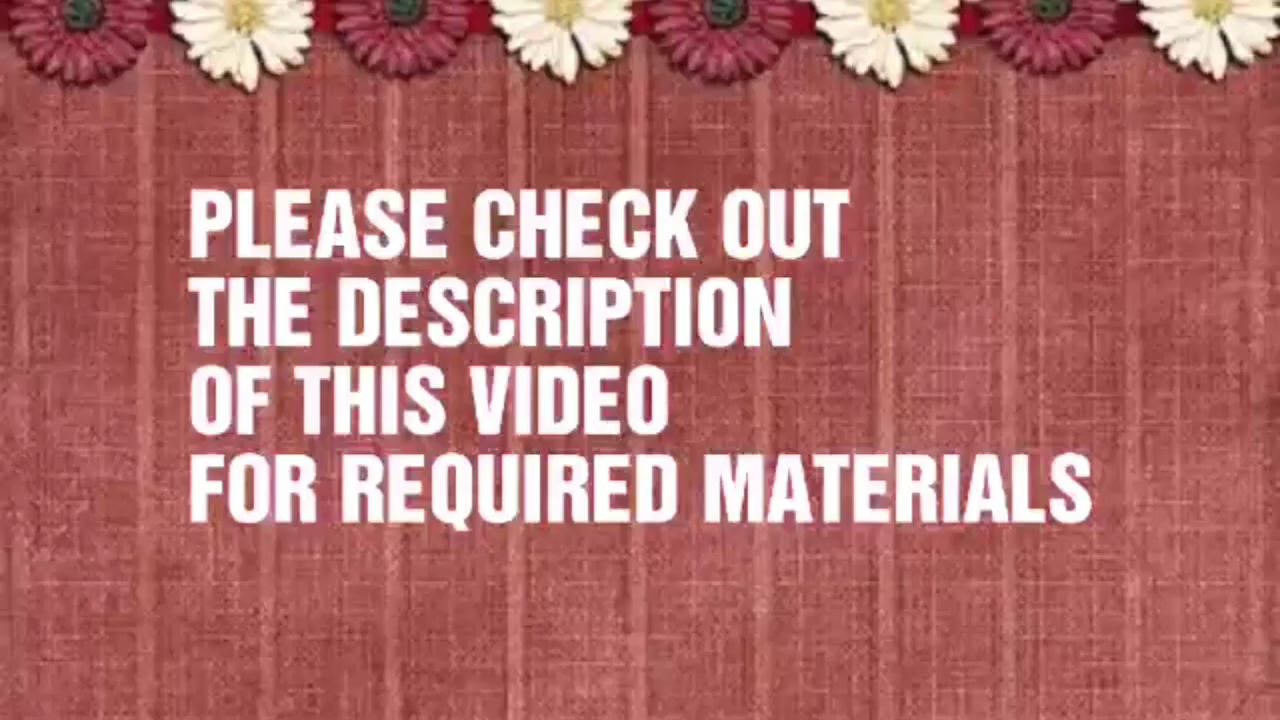 PLEASE CHECK OUT
THE DESCRIPTION
OF THIS VIDEO
FOR REQUIRED MATERIALS